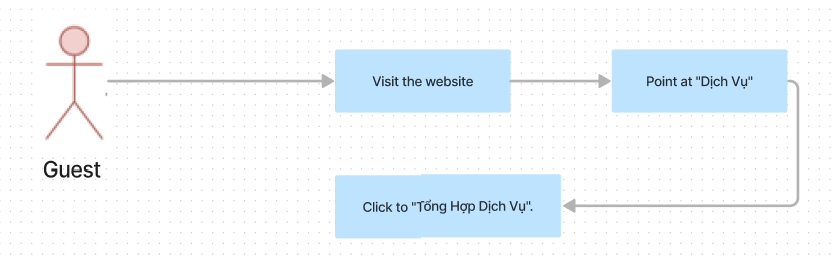 Visit the website
Point at "Dịch Vụ"
Guest
Click to "Tổng Hợp Dịch Vụ".